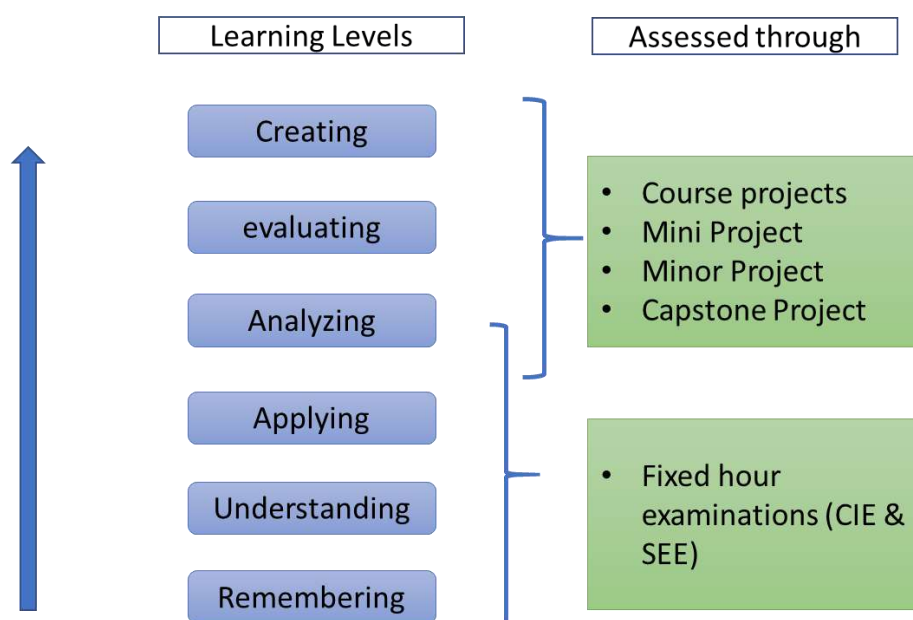 Learning Levels
Assessed through
Creating
evaluating
Analyzing
Applying
Understanding
Remembering
• Course projects
• Mini Project
• Minor Project
• Capstone Project
• Fixed hour
examinations (CIE &
SEE)